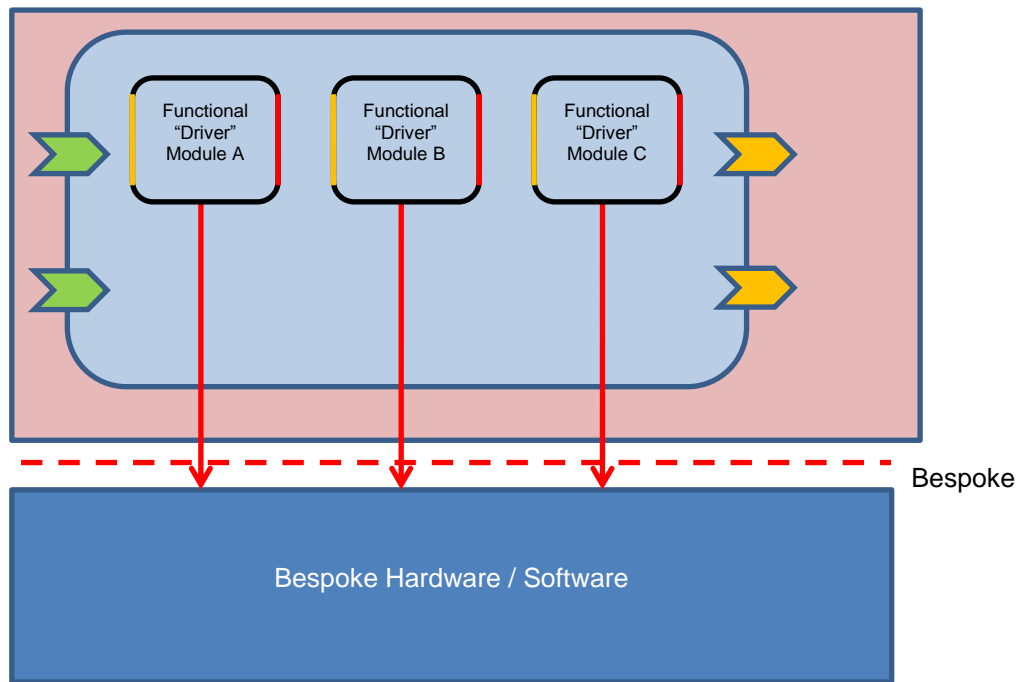 Functional
“Driver”
Module A
Functional
“Driver”
Module B
Functional
“Driver”
Module C
Bespoke
Bespoke Hardware / Software